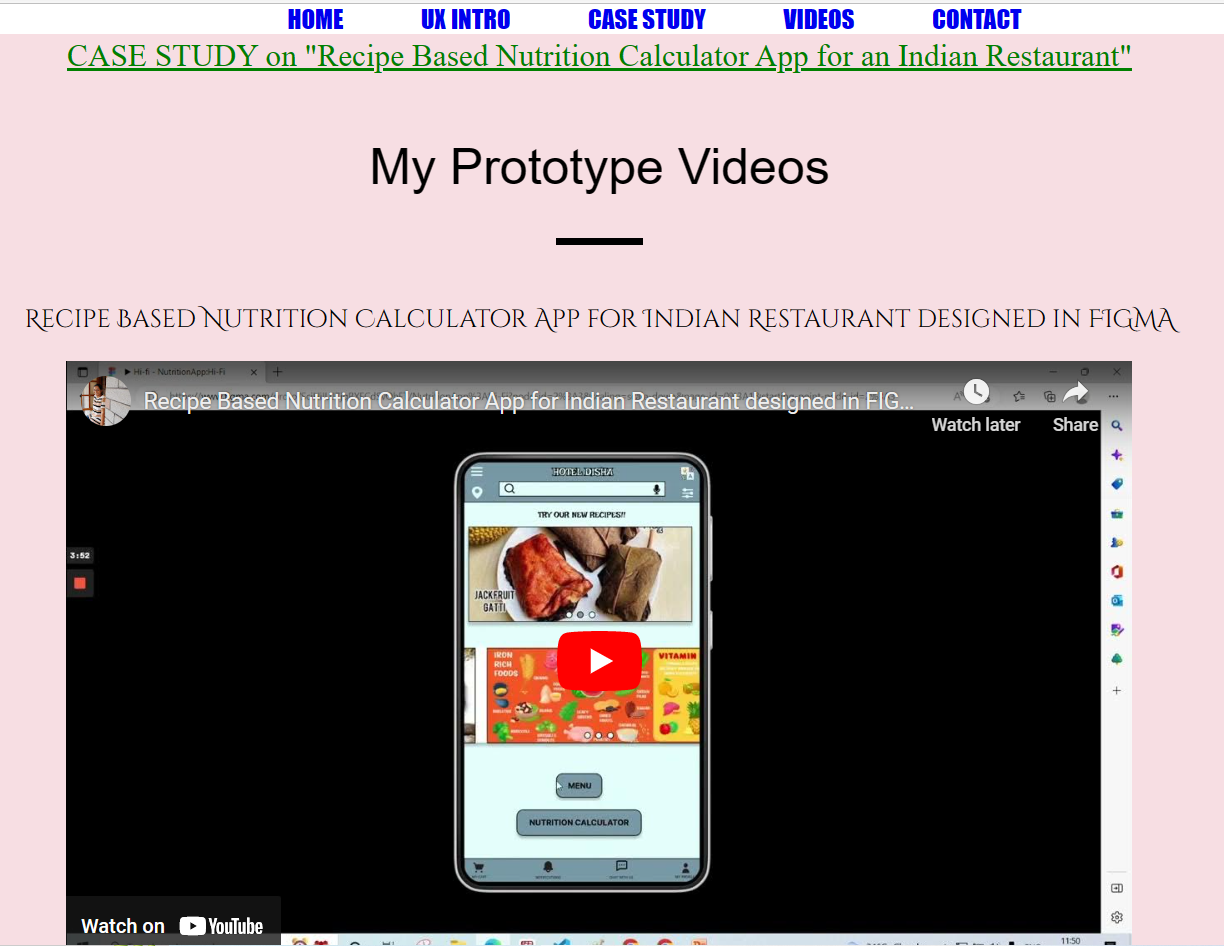 HOME UX INTRO CASE STUDY VIDEOS CONTACT
CASE STUDY on "Recipe Based Nutrition Calculator App for an Indian Restaurant"
My Prototype Videos
RECIPE BASED NUTRITION CALCULATOR APP FOR INDIAN RESTAURANT DESIGNED IN FIGMA
Hi-fi - NutritionApp:Hi-Fi
Recipe Based Nutrition Calculator App for Indian Restaurant designed in FIG...
Watch later Share
HOTEL DISHA
TRY OUR NEW RECIPES!!
3:52
JACKFRUIT
GATTI
IRON
RICH
FOODS
VITAMIN
MENU
NUTRITION CALCULATOR
Watch on YouTube
11:50